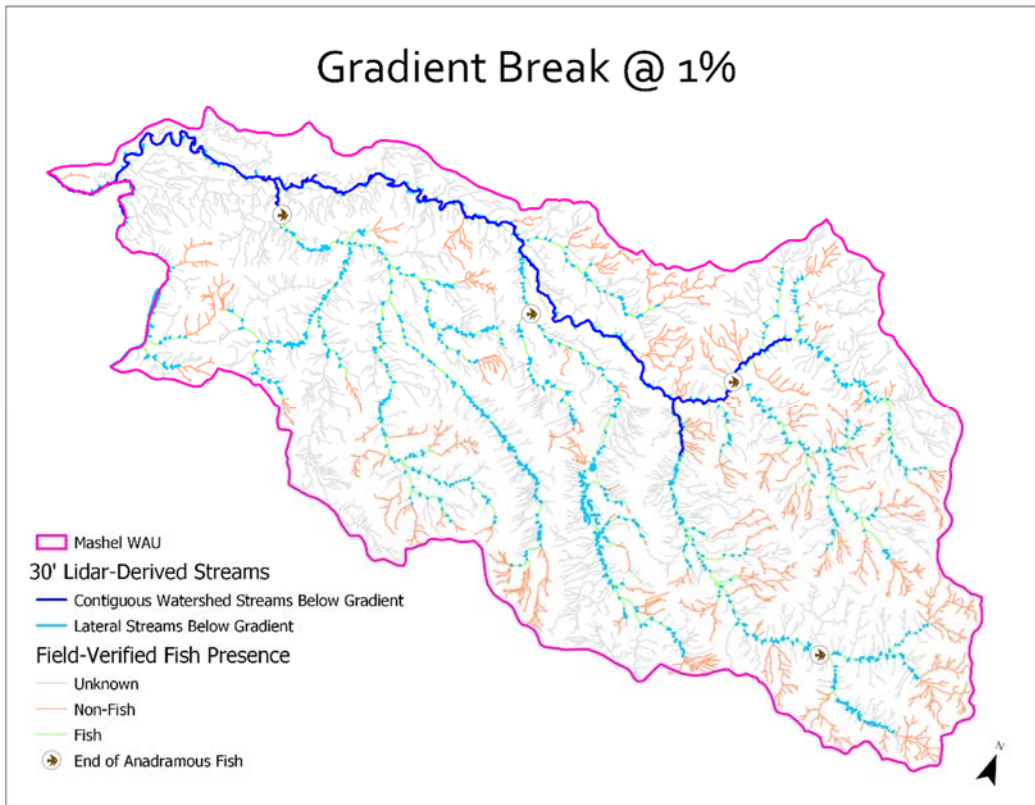 Gradient Break @ 1%
Mashel WAU
30' Lidar-Derived Streams
Contiguous Watershed Streams Below Gradient
Lateral Streams Below Gradient
Field-Verified Fish Presence
Unknown
Non-Fish
Fish
End of Anadramous Fish
N